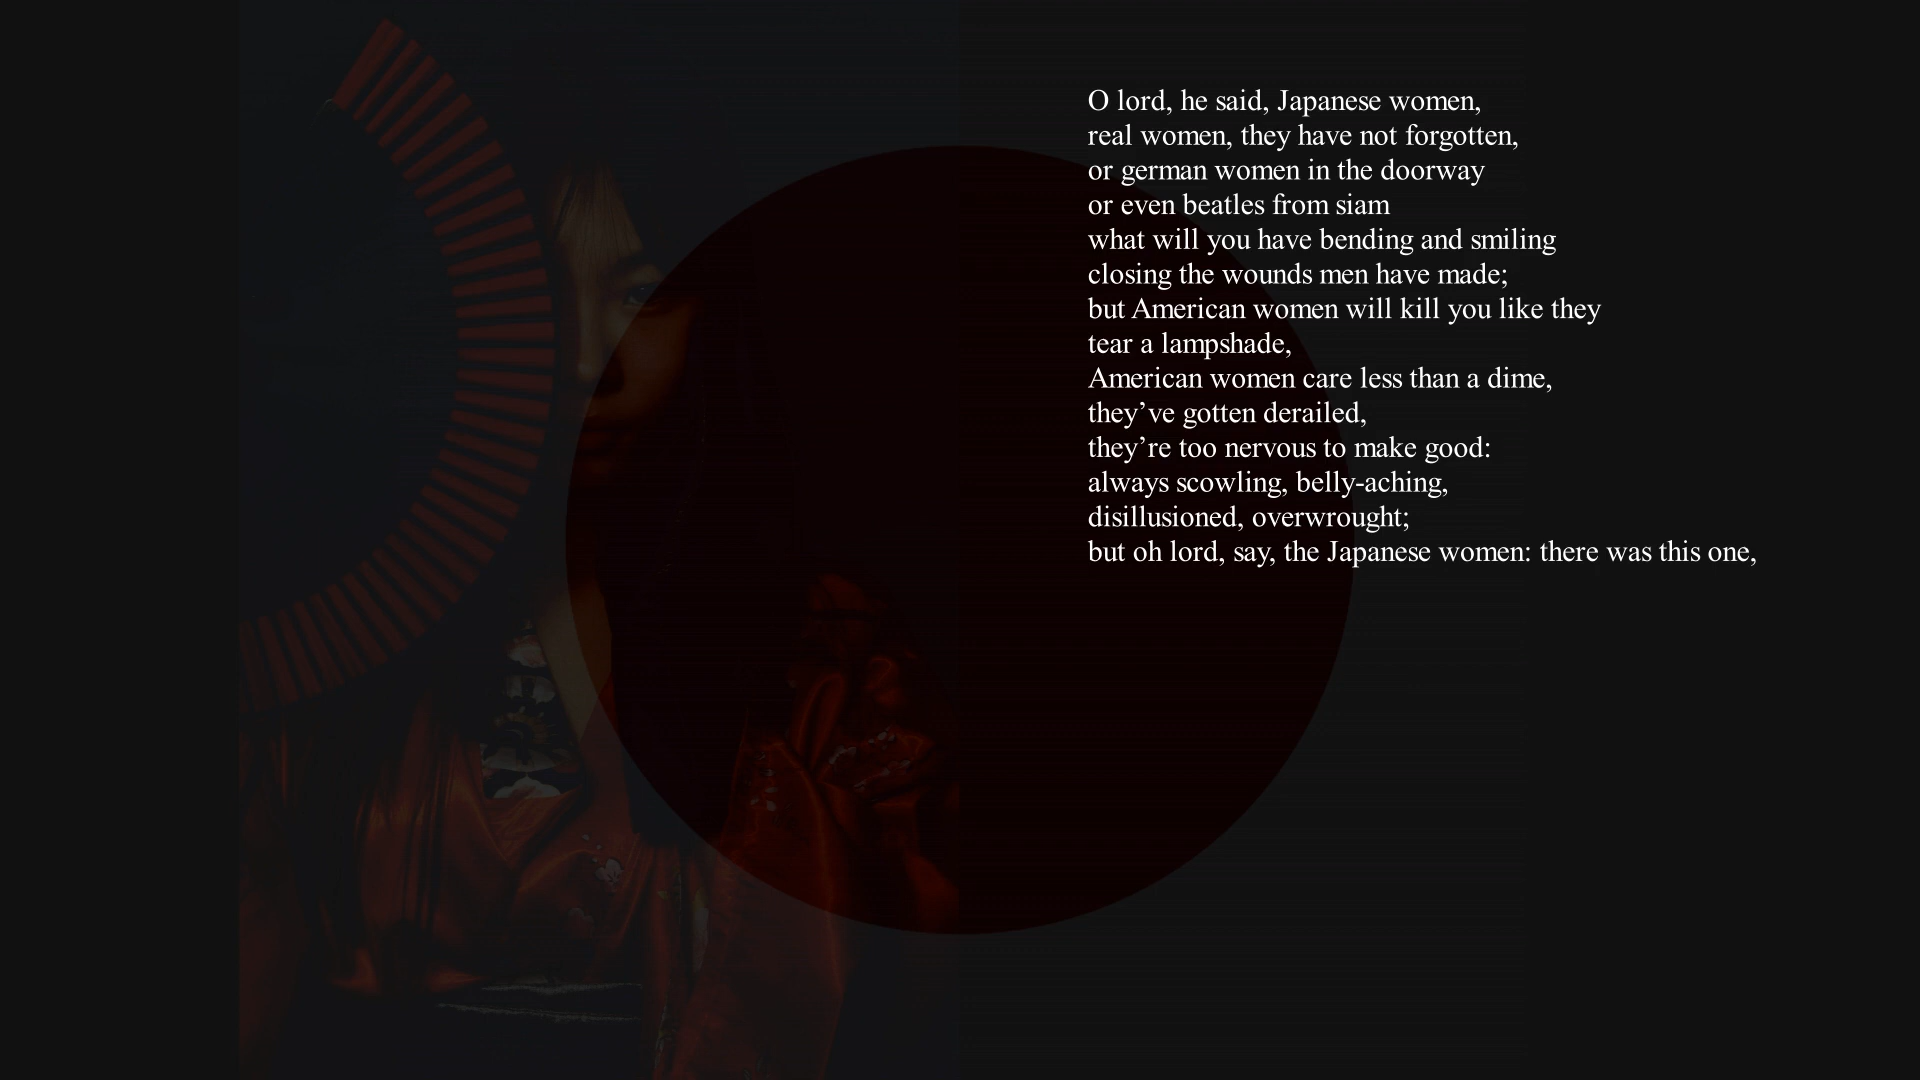 O lord, he said, Japanese women,
real women, they have not forgotten,
or german women in the doorway
or even beatles from siam
what will you have bending and smiling
closing the wounds men have made;
but American women will kill you like they
tear a lampshade,
American women care less than a dime,
they’ve gotten derailed,
they’re too nervous to make good:
always scowling, belly-aching,
disillusioned, overwrought;
but oh lord, say, the Japanese women: there was this one,